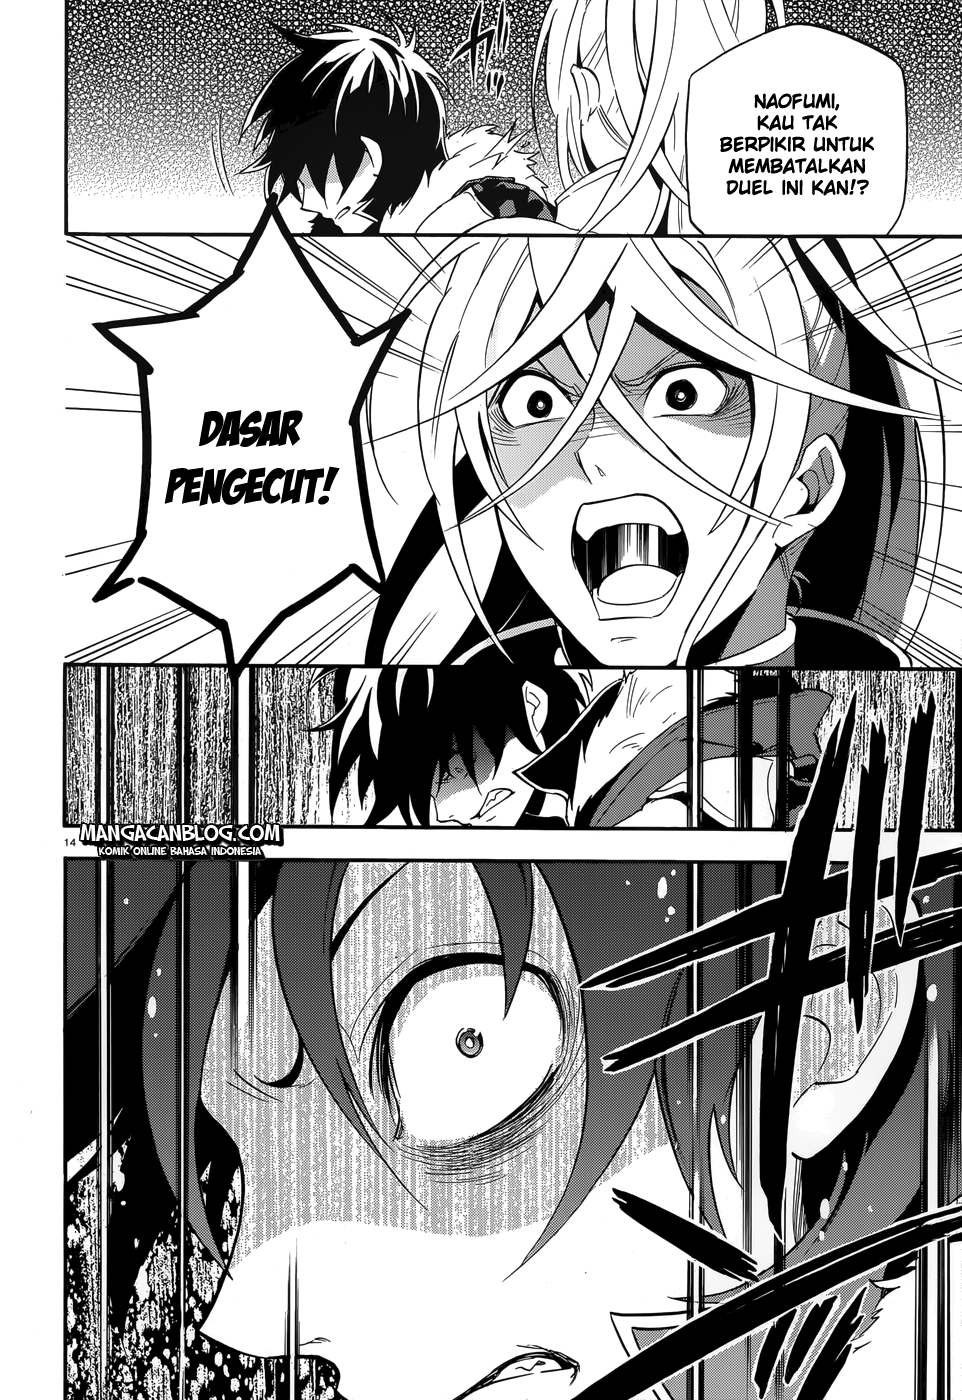 NAOFUMI,
KAU TAK
BERPIKIR UNTUK
MEMBATALKAN
DUEL INI KAN!?
DASAR
PENGECUT!
MANGACANBLOG.COM
KOMIK ONLINE BAHASA INDONESIA
14